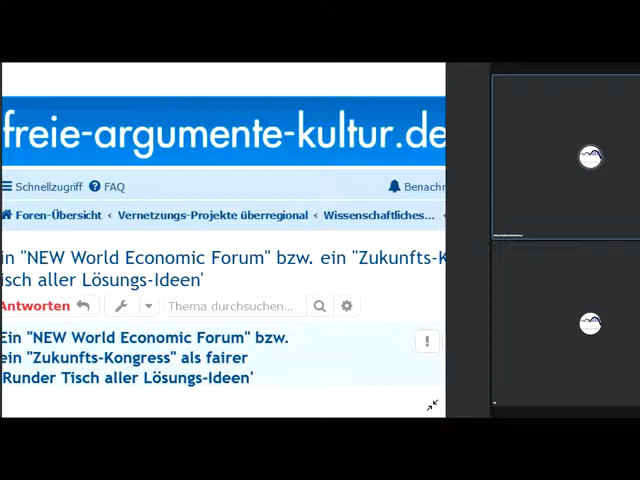 freie-argumente-kultur.de
Schnellzugriff FAQ Benachr
Foren-Übersicht ‹ Vernetzungs-Projekte überregional ‹ Wissenschaftliches... ‹
in "NEW World Economic Forum" bzw. ein "Zukunfts-K
isch aller Lösungs-Ideen'
Antworten Thema durchsuchen...
Ein "NEW World Economic Forum" bzw.
ein "Zukunfts-Kongress" als fairer
Runder Tisch aller Lösungs-Ideen'